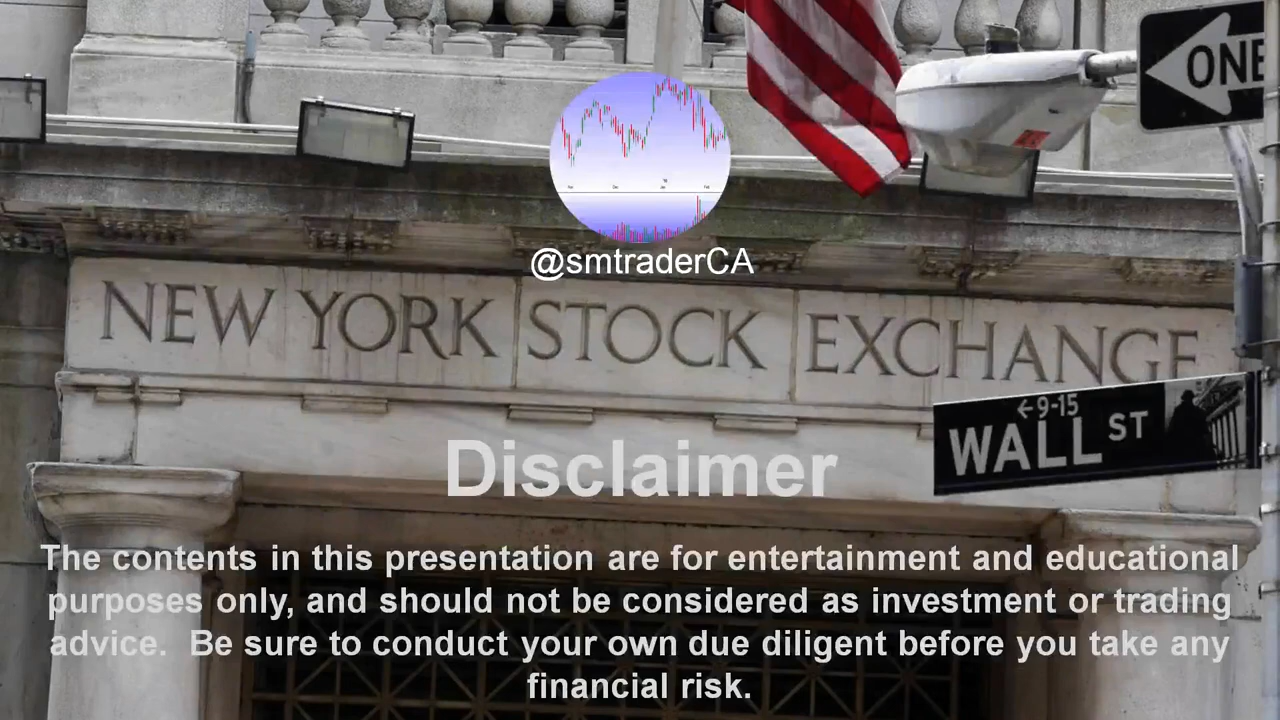 ONE
@smtraderCA
NEW YORK STOCK EXCHANGE
←9-15
WALL ST
Disclaimer
The contents in this presentation are for entertainment and educational
purposes only, and should not be considered as investment or trading
advice.  Be sure to conduct your own due diligent before you take any
financial risk.